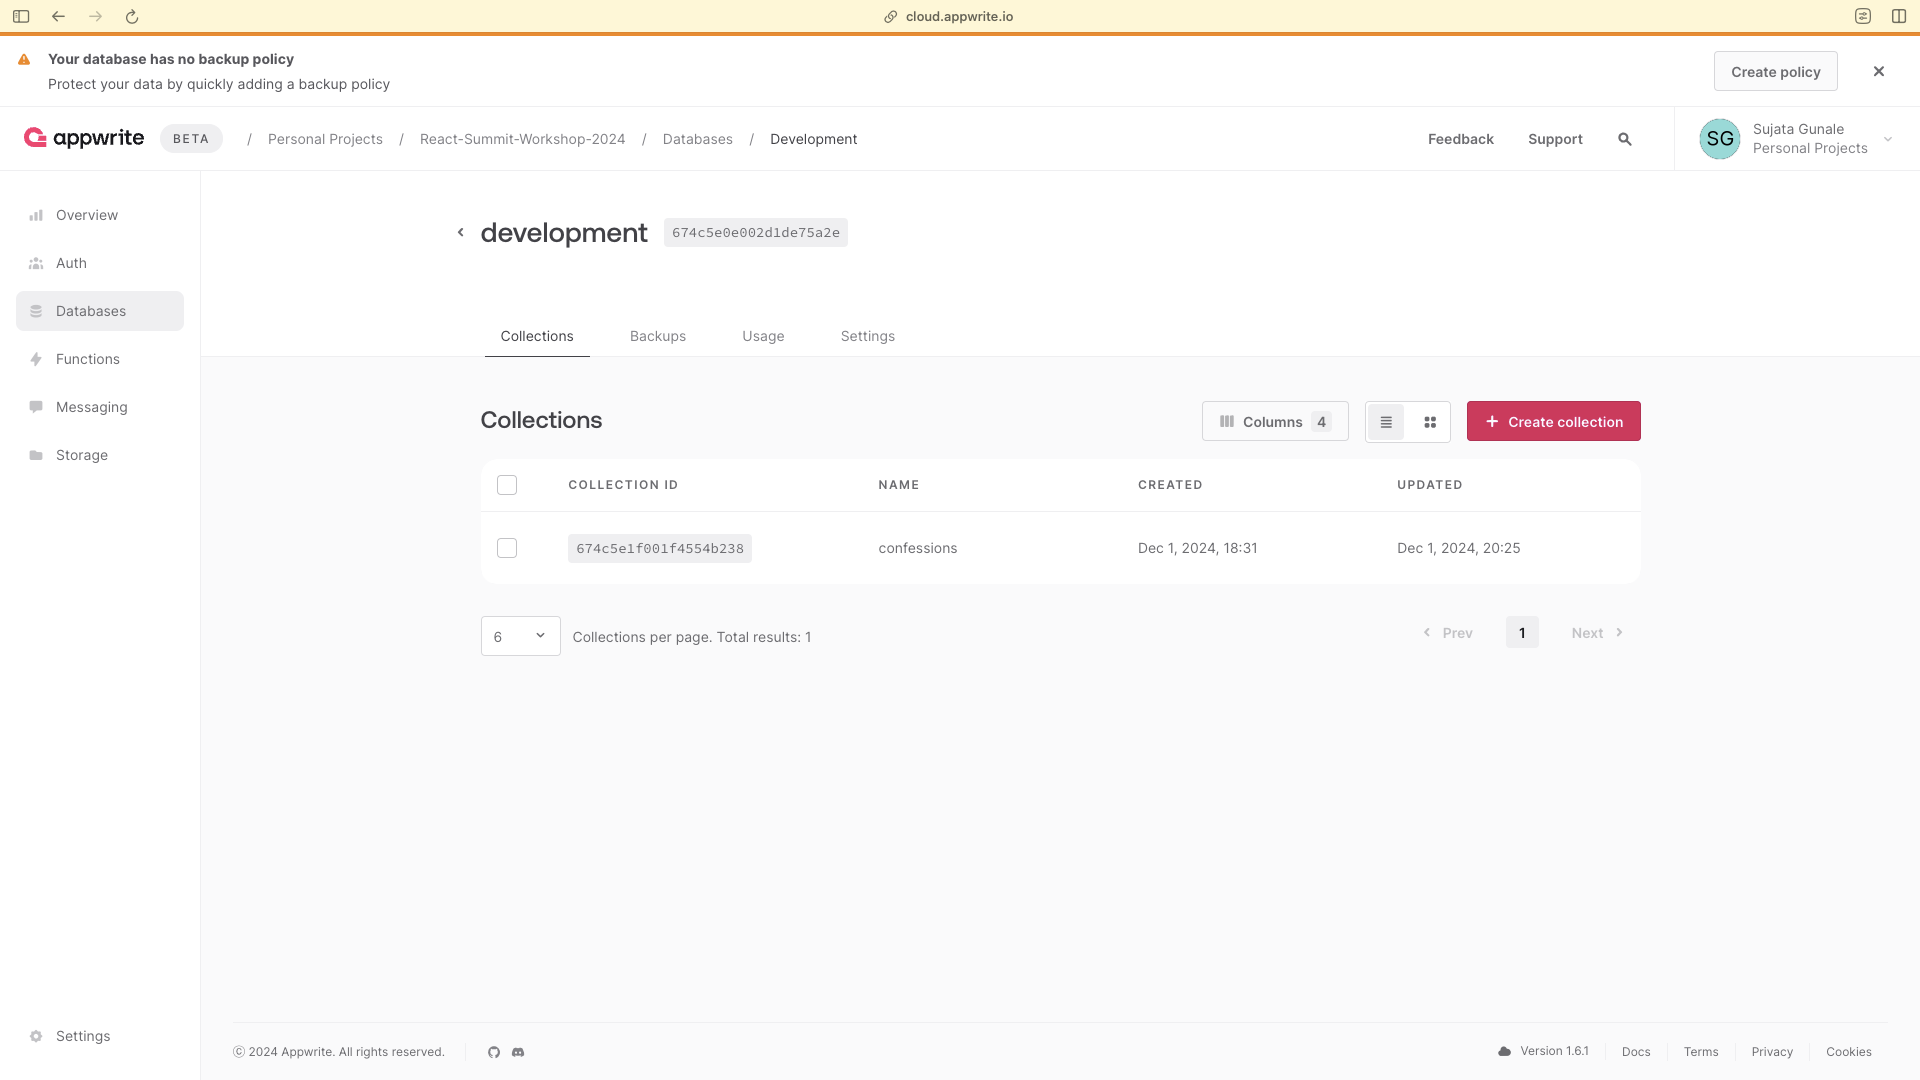 cloud.appwrite.io
Your database has no backup policy
Protect your data by quickly adding a backup policy
Create policy
appwrite BETA / Personal Projects / React-Summit-Workshop-2024 / Databases / Development
Feedback Support
SG Sujata Gunale
Personal Projects
Overview
Auth
Databases
Functions
Messaging
Storage
Settings
development 674c5e0e002d1de75a2e
Collections Backups Usage Settings
Collections
Columns 4
+ Create collection
COLLECTION ID NAME CREATED UPDATED
674c5e1f001f4554b238 confessions Dec 1, 2024, 18:31 Dec 1, 2024, 20:25
6 Collections per page. Total results: 1
Prev 1 Next
© 2024 Appwrite. All rights reserved.
Version 1.6.1 Docs Terms Privacy Cookies